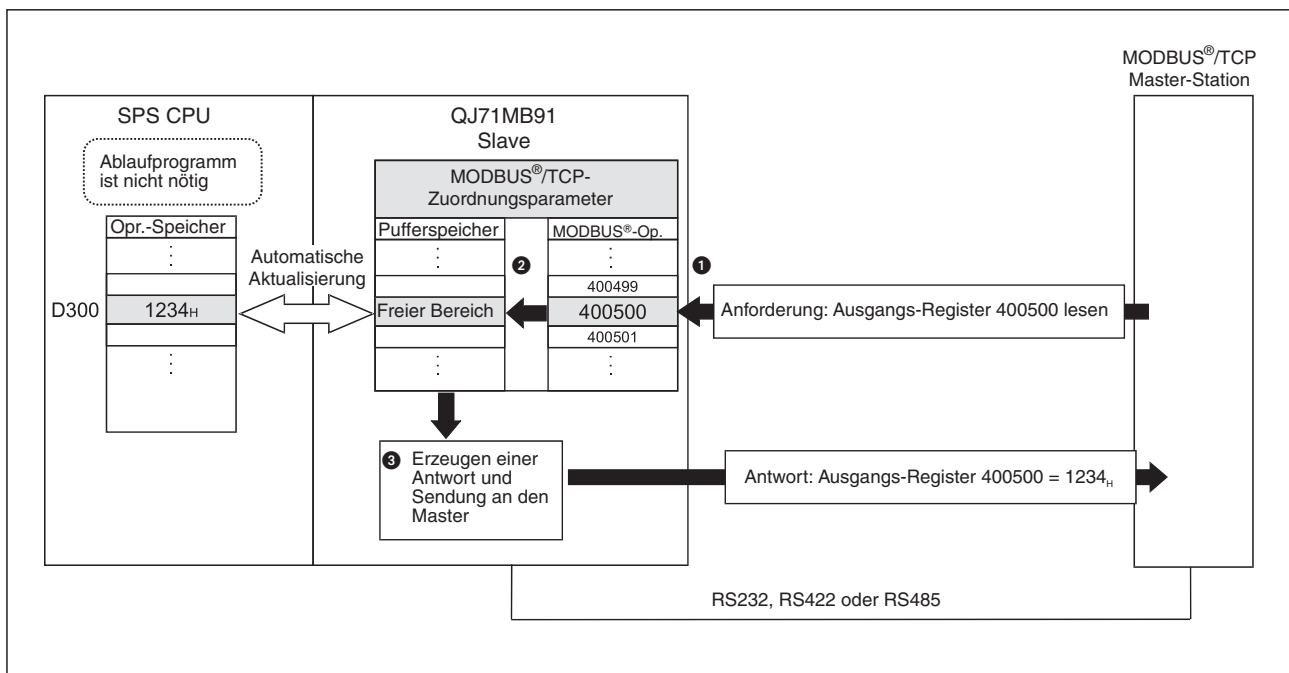 MODBUS®/TCP
Master-Station
SPS CPU
QJ71MB91
Slave
Ablaufprogramm
ist nicht nötig
MODBUS®/TCP-
Zuordnungsparameter
Opr.-Speicher
Pufferspeicher
MODBUS®-Op.
Automatische
Aktualisierung
❷
❶
400499
D300
1234H
Freier Bereich
400500
Anforderung: Ausgangs-Register 400500 lesen
400501
❸ Erzeugen einer
Antwort und
Sendung an den
Master
Antwort: Ausgangs-Register 400500 = 1234H
RS232, RS422 oder RS485